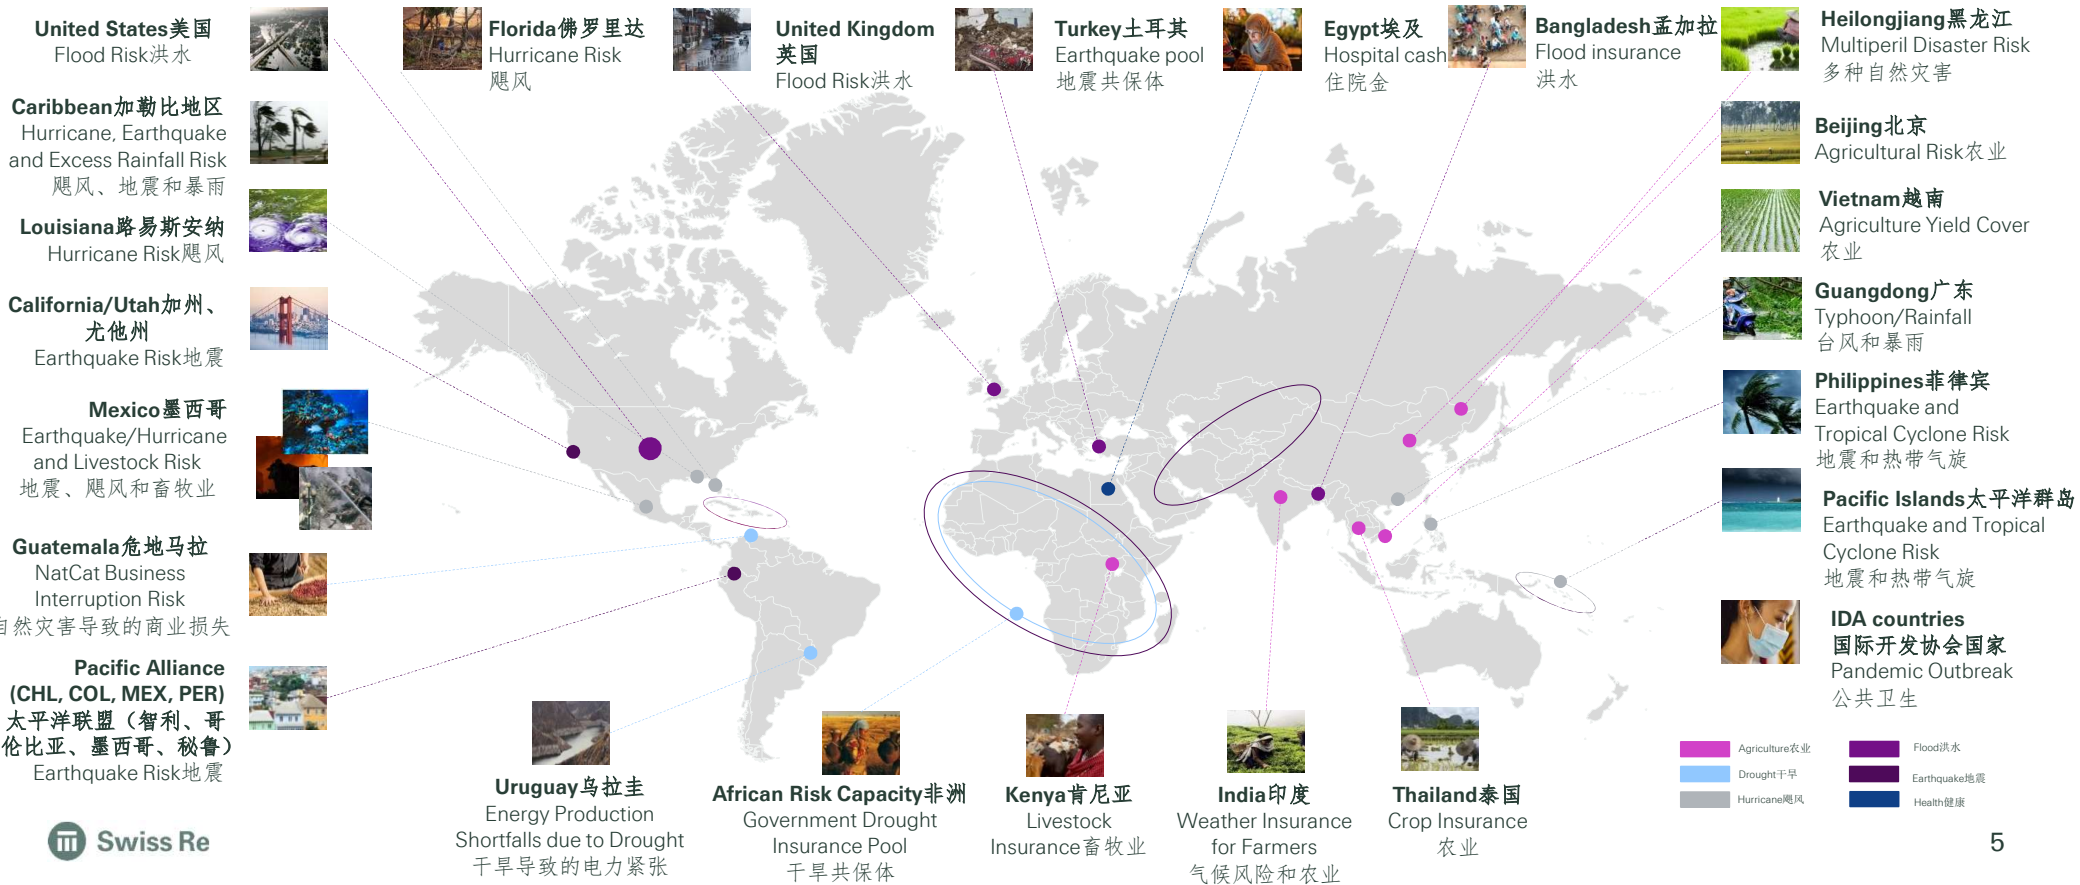 United States美国
Flood Risk洪水
Florida佛罗里达
Hurricane Risk
飓风
United Kingdom
英国
Flood Risk洪水
Turkey土耳其
Earthquake pool
地震共保体
Egypt埃及
Hospital cash
住院金
Bangladesh孟加拉
Flood insurance
洪水
Heilongjiang黑龙江
Multiperil Disaster Risk
多种自然灾害
Caribbean加勒比地区
Hurricane, Earthquake
and Excess Rainfall Risk
飓风、地震和暴雨
Louisiana路易斯安纳
Hurricane Risk飓风
California/Utah加州、
尤他州
Earthquake Risk地震
Mexico墨西哥
Earthquake/Hurricane
and Livestock Risk
地震、飓风和畜牧业
Guatemala危地马拉
NatCat Business
Interruption Risk
自然灾害导致的商业损失
Pacific Alliance
(CHL, COL, MEX, PER)
太平洋联盟（智利、哥
伦比亚、墨西哥、秘鲁）
Earthquake Risk地震
Beijing北京
Agricultural Risk农业
Vietnam越南
Agriculture Yield Cover
农业
Guangdong广东
Typhoon/Rainfall
台风和暴雨
Philippines菲律宾
Earthquake and
Tropical Cyclone Risk
地震和热带气旋
Pacific Islands太平洋群岛
Earthquake and Tropical
Cyclone Risk
地震和热带气旋
IDA countries
国际开发协会国家
Pandemic Outbreak
公共卫生
Uruguay乌拉圭
Energy Production
Shortfalls due to Drought
干旱导致的电力紧张
African Risk Capacity非洲
Government Drought
Insurance Pool
干旱共保体
Kenya肯尼亚
Livestock
Insurance畜牧业
India印度
Weather Insurance
for Farmers
气候风险和农业
Thailand泰国
Crop Insurance
农业
Agriculture农业
Drought干旱
Hurricane飓风
Flood洪水
Earthquake地震
Health健康
Swiss Re
5